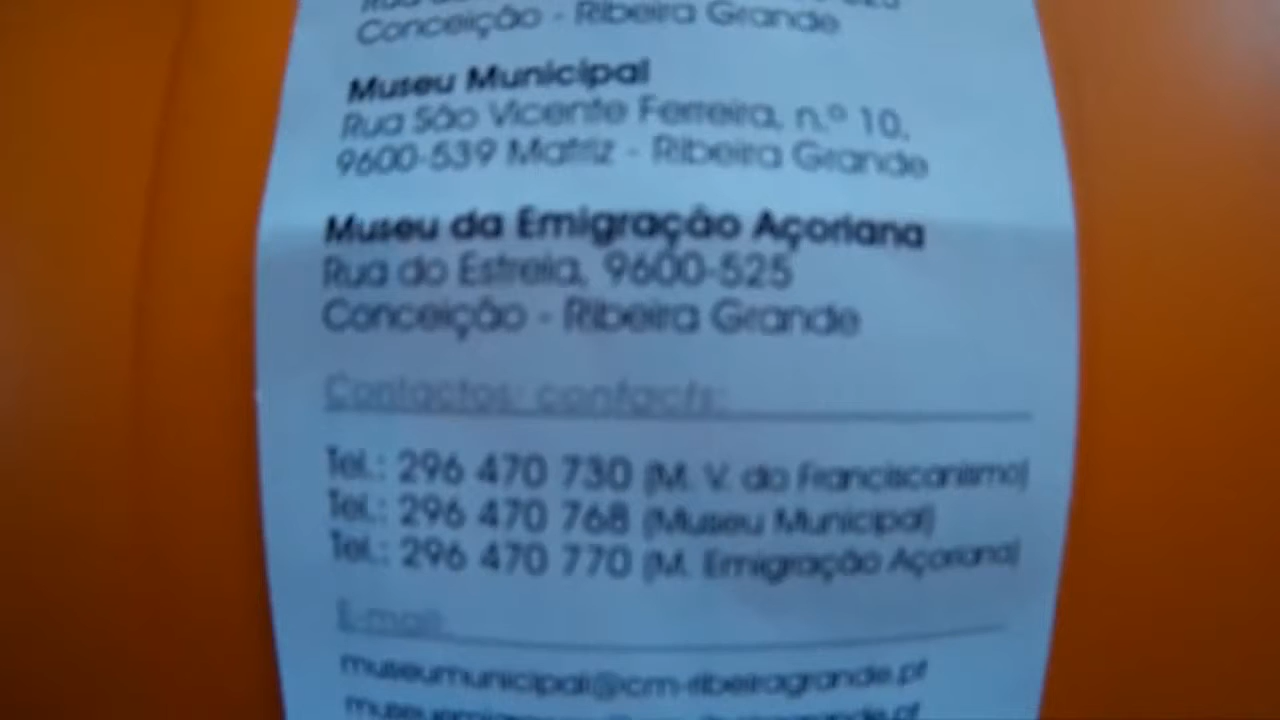 Conceição - Ribeira Grande
Museu Municipal
Rua São Vicente Ferreira, n.º 10,
9600-539 Matriz - Ribeira Grande
Museu da Emigração Açoriana
Rua do Estrela, 9600-525
Conceição - Ribeira Grande
Contactos: contacts:
Tel.: 296 470 730 (M. V. do Franciscanismo)
Tel.: 296 470 768 (Museu Municipal)
Tel.: 296 470 770 (M. Emigração Açoriana)
E-mail:
museumunicipal@cm-ribeiragrande.pt